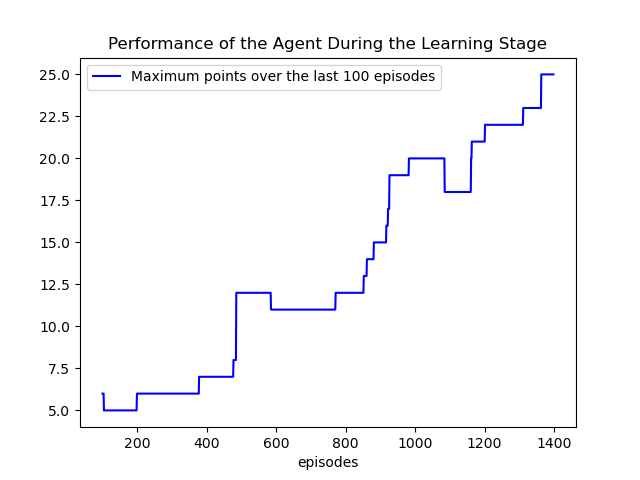 Performance of the Agent During the Learning Stage
Maximum points over the last 100 episodes
25.0
22.5
20.0
17.5
15.0
12.5
10.0
7.5
5.0
200 400 600 800 1000 1200 1400
episodes